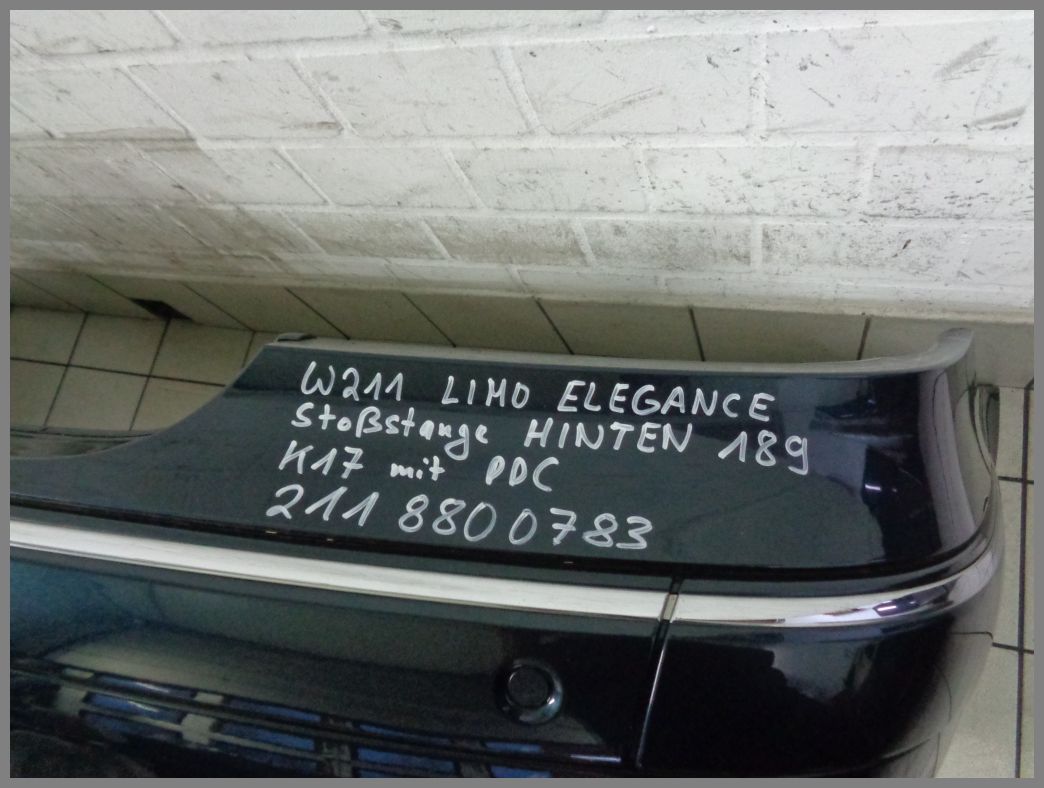 W211 LIMO ELEGANCE
Stoßstange HINTEN 189
K17 mit PDC
211 880 0783